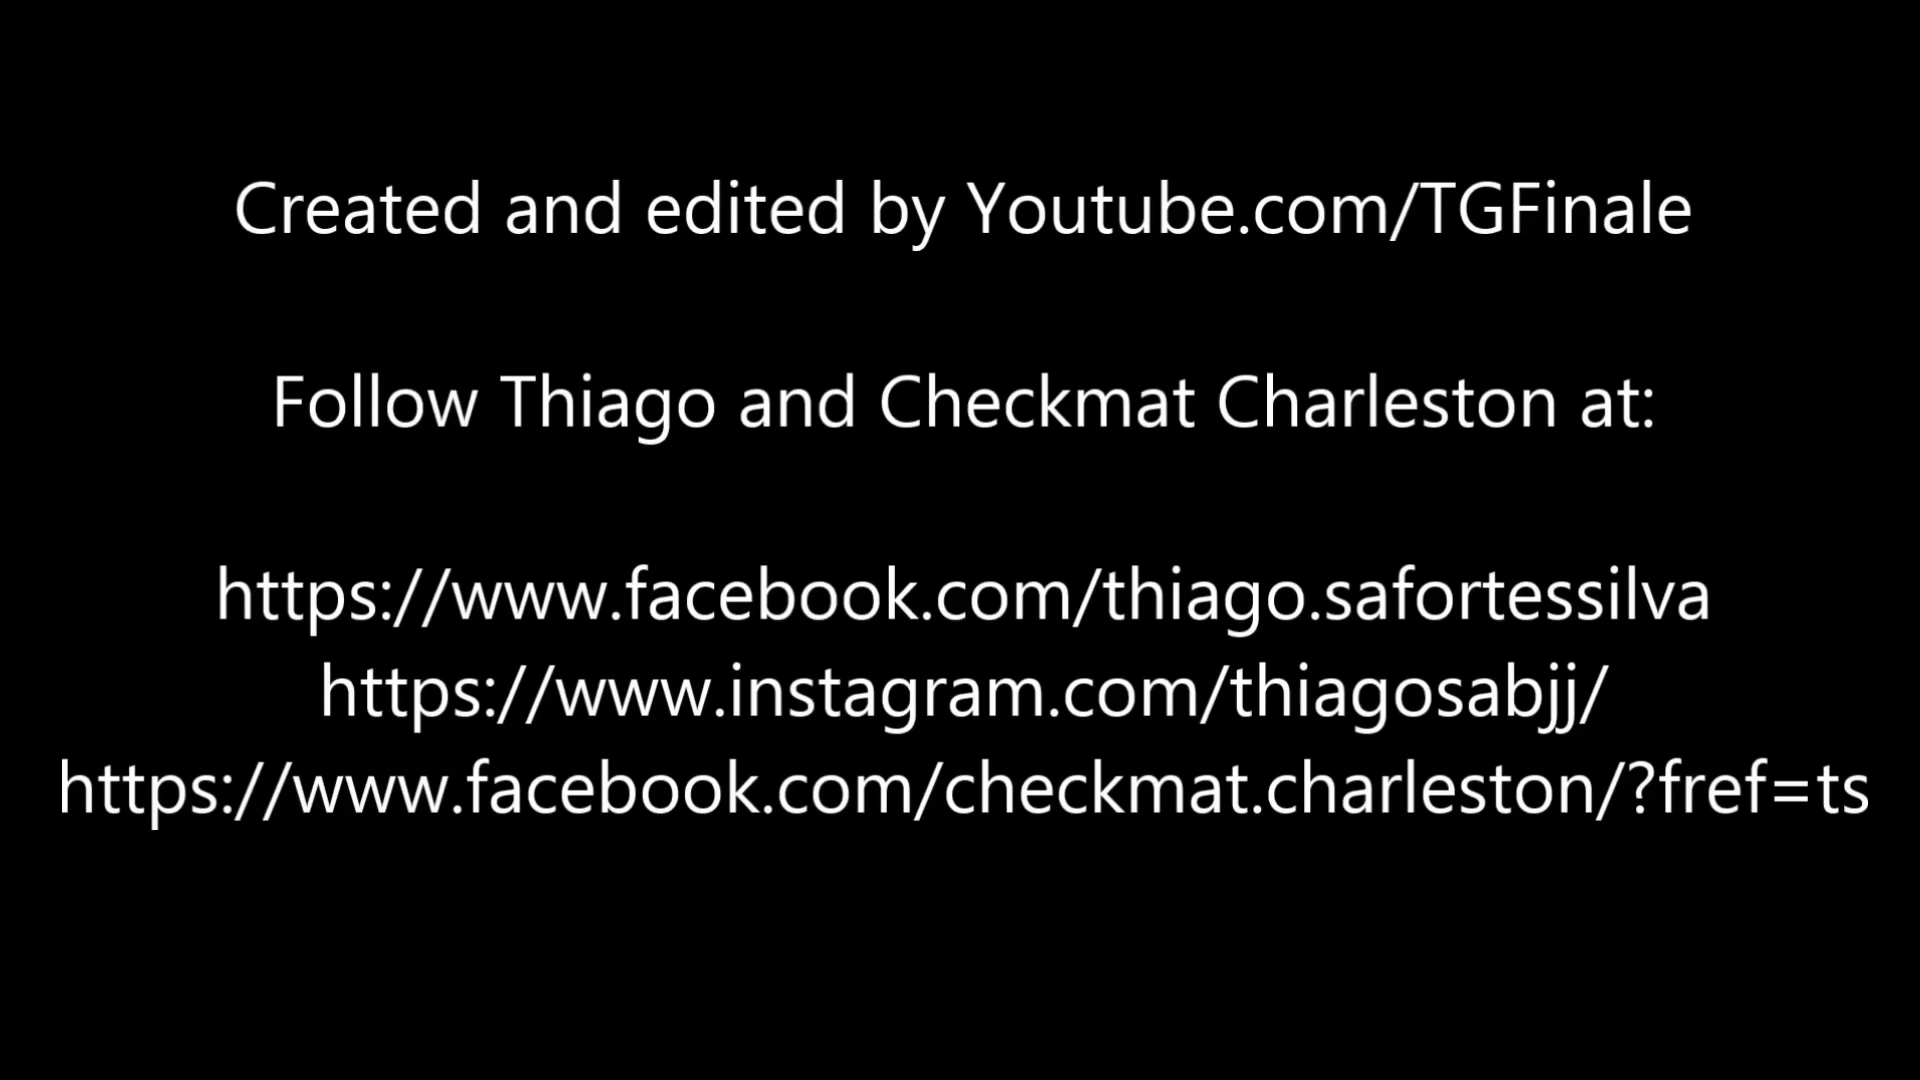 Created and edited by Youtube.com/TGFinale
Follow Thiago and Checkmat Charleston at:
https://www.facebook.com/thiago.safortessilva
https://www.instagram.com/thiagosabjj/
https://www.facebook.com/checkmat.charleston/?fref=ts